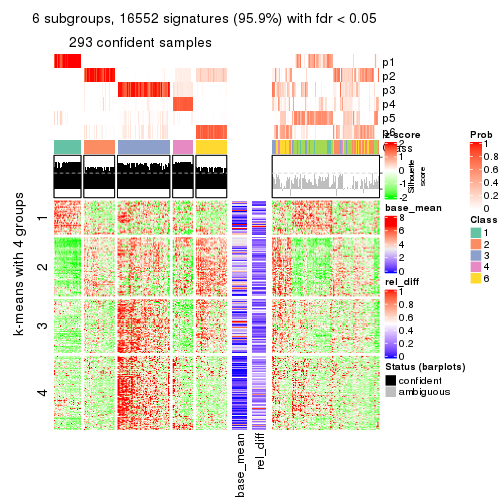 6 subgroups, 16552 signatures (95.9%) with fdr < 0.05
293 confident samples
p1
p2
p3
p4
p5
p6
Class
z_score
2
1
0
-1
-2
Silhouette
score
base_mean
8
6
4
2
0
rel_diff
1
0.8
0.6
0.4
0.2
0
Status (barplots)
confident
ambiguous
Prob
1
0.8
0.6
0.4
0.2
0
Class
1
2
3
4
6
k-means with 4 groups
1
2
3
4
base_mean
rel_diff